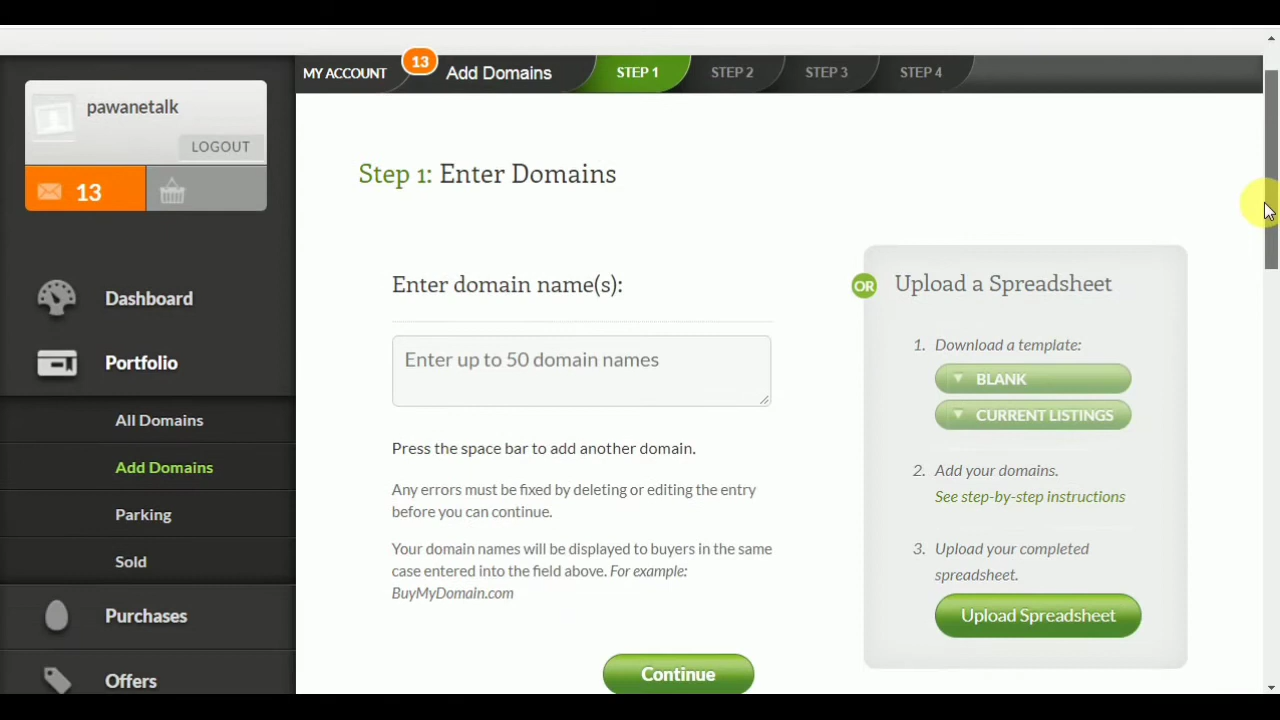 MY ACCOUNT
13
Add Domains
STEP 1
STEP 2
STEP 3
STEP 4
pawanetalk
LOGOUT
13
Dashboard
Portfolio
All Domains
Add Domains
Parking
Sold
Purchases
Offers
Step 1: Enter Domains
Enter domain name(s):
Enter up to 50 domain names
Press the space bar to add another domain.
Any errors must be fixed by deleting or editing the entry
before you can continue.
Your domain names will be displayed to buyers in the same
case entered into the field above. For example:
BuyMyDomain.com
Continue
OR
Upload a Spreadsheet
1. Download a template:
BLANK
CURRENT LISTINGS
2. Add your domains.
See step-by-step instructions
3. Upload your completed
spreadsheet.
Upload Spreadsheet